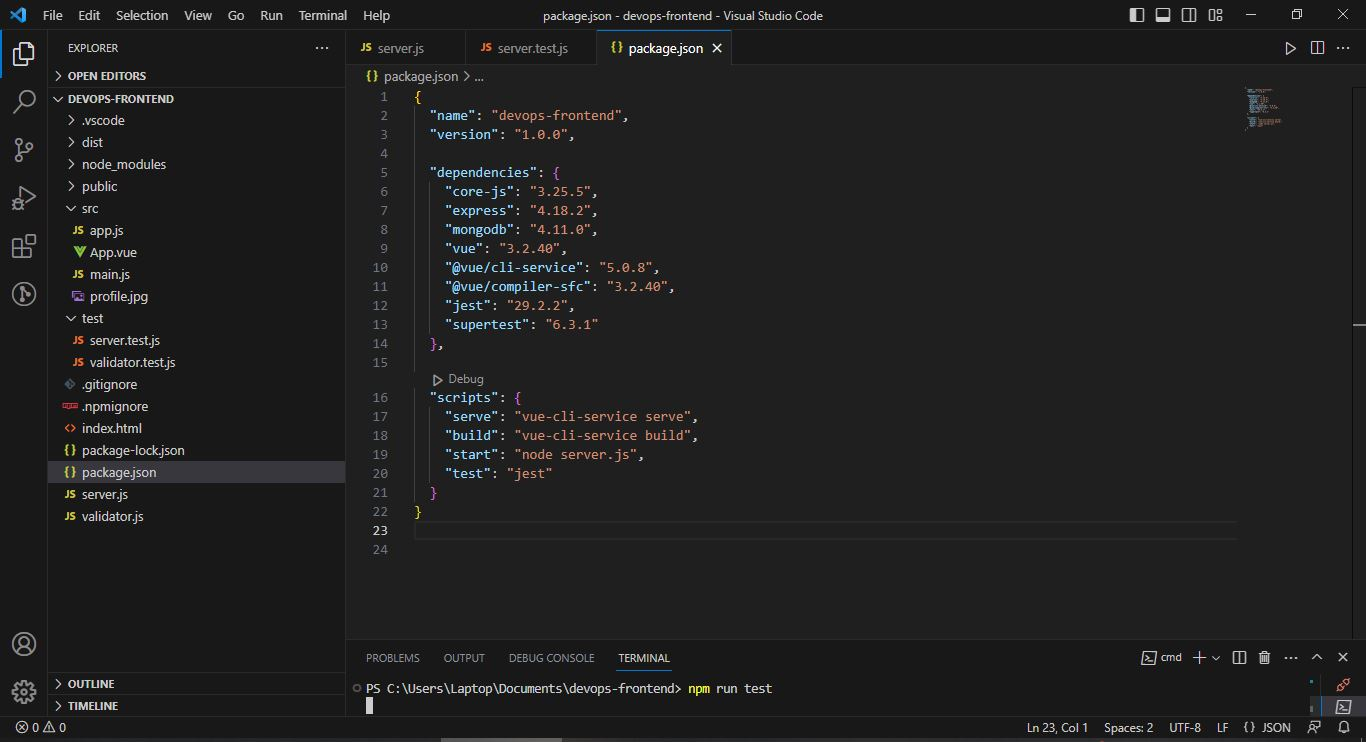 File Edit Selection View Go Run Terminal Help
package.json - devops-frontend - Visual Studio Code
EXPLORER
OPEN EDITORS
DEVOPS-FRONTEND
.vscode
dist
node_modules
public
src
JS app.js
App.vue
JS main.js
profile.jpg
test
JS server.test.js
JS validator.test.js
.gitignore
npm .npmignore
<> index.html
{} package-lock.json
{} package.json
JS server.js
JS validator.js
OUTLINE
TIMELINE
JS server.js
JS server.test.js
{} package.json
{} package.json > ...
1 {
2 "name": "devops-frontend",
3 "version": "1.0.0",
4
5 "dependencies": {
6 "core-js": "3.25.5",
7 "express": "4.18.2",
8 "mongodb": "4.11.0",
9 "vue": "3.2.40",
10 "@vue/cli-service": "5.0.8",
11 "@vue/compiler-sfc": "3.2.40",
12 "jest": "29.2.2",
13 "supertest": "6.3.1"
14 },
15
Debug
16 "scripts": {
17 "serve": "vue-cli-service serve",
18 "build": "vue-cli-service build",
19 "start": "node server.js",
20 "test": "jest"
21 }
22 }
23
24
PROBLEMS OUTPUT DEBUG CONSOLE TERMINAL
cmd
PS C:\Users\Laptop\Documents\devops-frontend> npm run test
0 0
Ln 23, Col 1 Spaces: 2 UTF-8 LF {} JSON